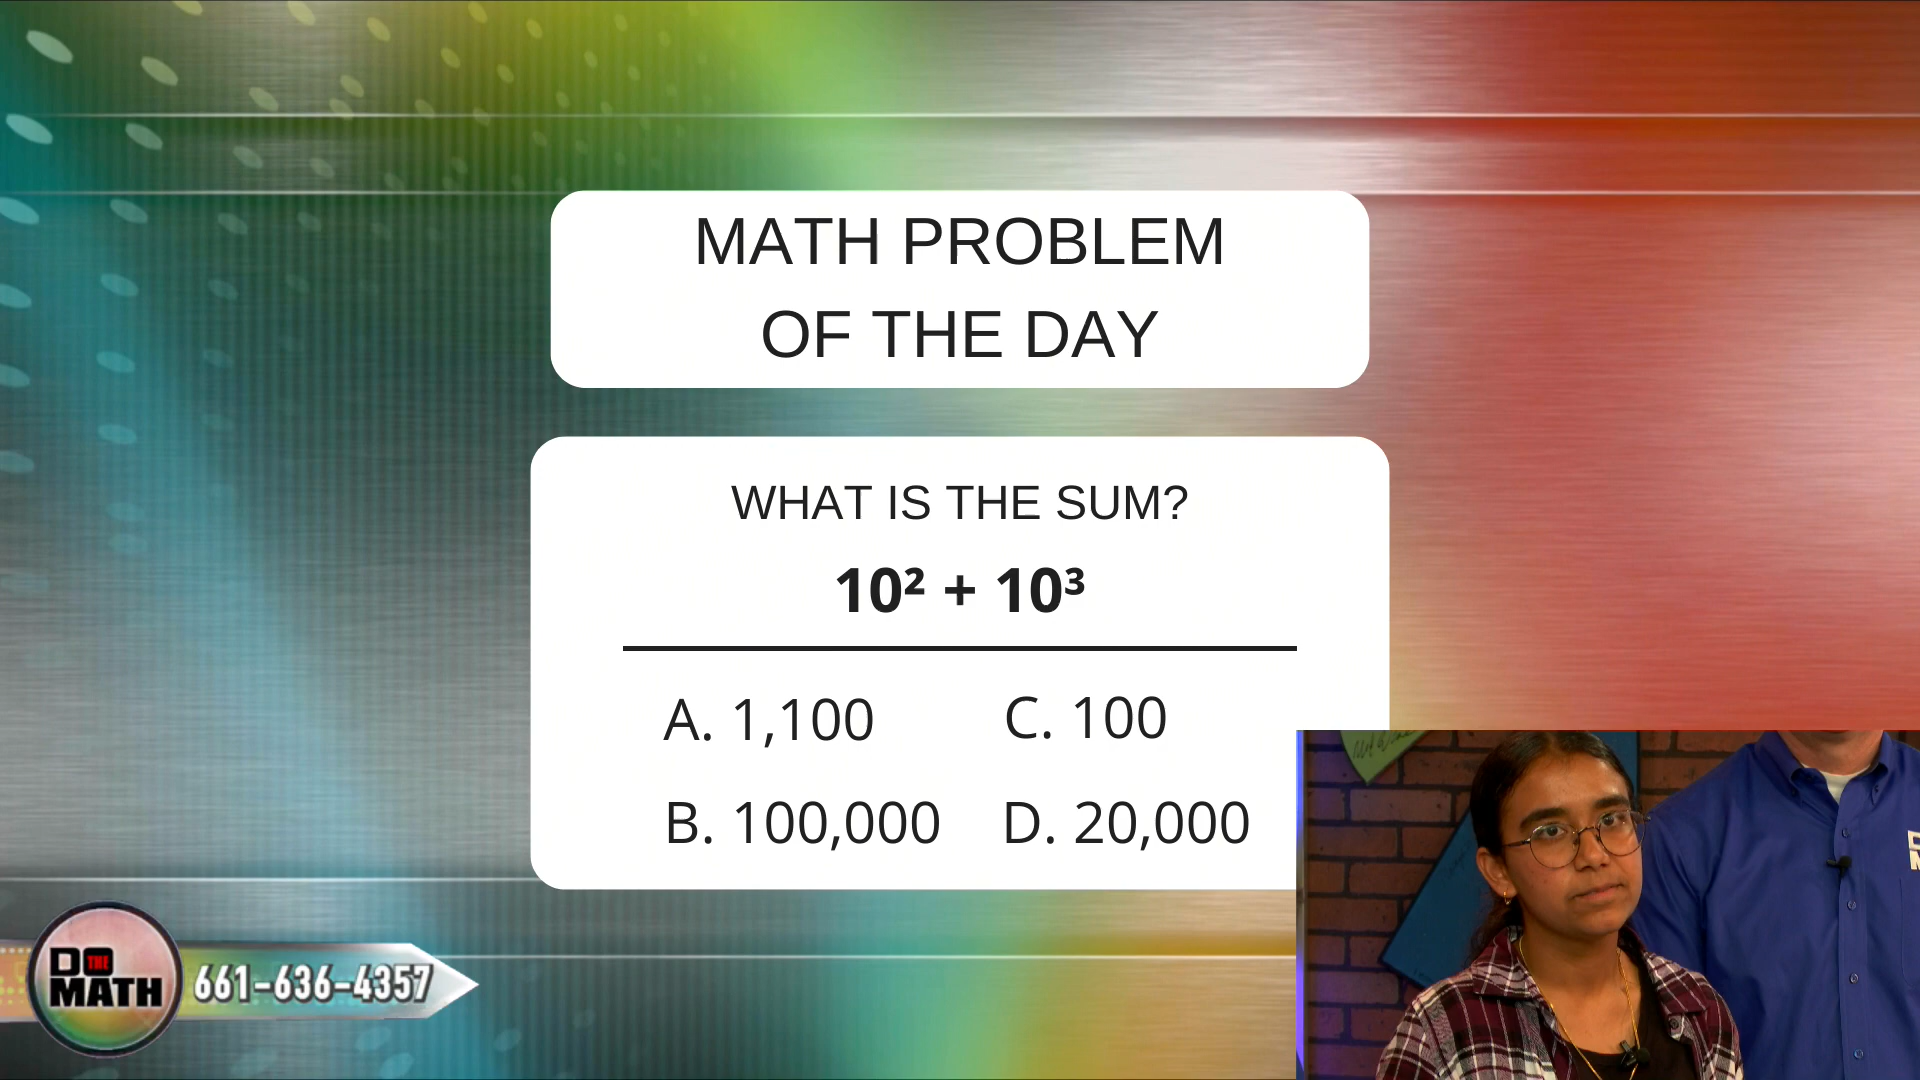 MATH PROBLEM
OF THE DAY
WHAT IS THE SUM?
10² + 10³
A. 1,100
C. 100
B. 100,000
D. 20,000
DO THE
MATH
661-636-4357